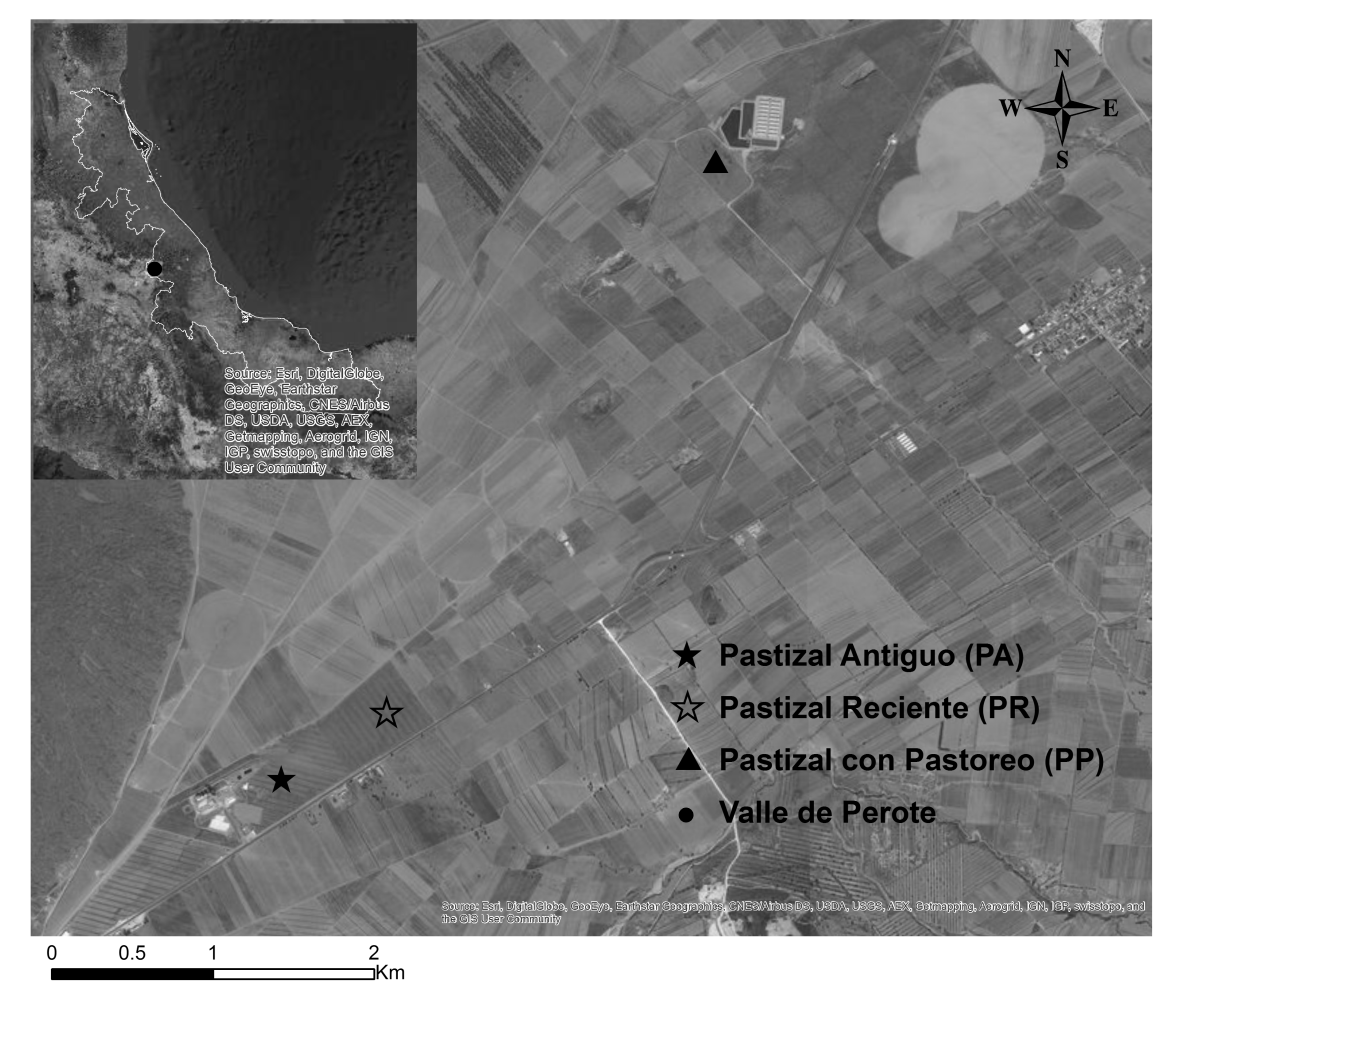 N
W E
S
Source: Esri, DigitalGlobe,
GeoEye, Earthstar
Geographics, CNES/Airbus
DS, USDA, USGS, AEX,
Getmapping, Aerogrid, IGN,
IGP, swisstopo, and the GIS
User Community
Pastizal Antiguo (PA)
Pastizal Reciente (PR)
Pastizal con Pastoreo (PP)
Valle de Perote
Source: Esri, DigitalGlobe, GeoEye, Earthstar Geographics, CNES/Airbus DS, USDA, USGS, AEX, Getmapping, Aerogrid, IGN, IGP, swisstopo, and
the GIS User Community
0 0.5 1 2
Km